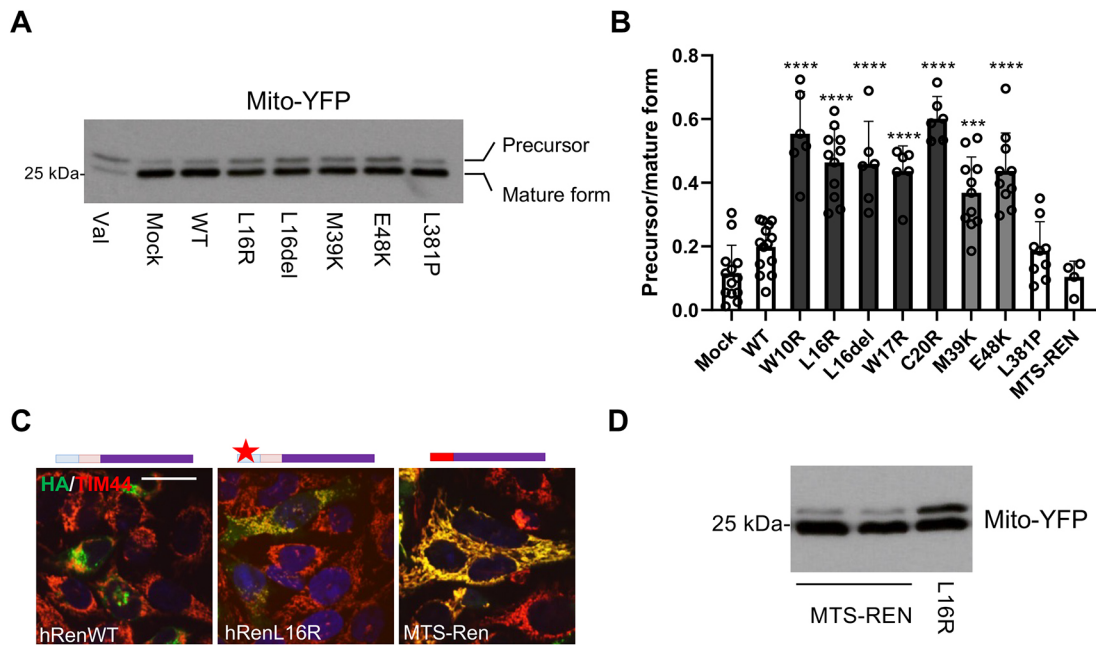 A
Mito-YFP
25 kDa-
Precursor
Mature form
Val
Mock
WT
L16R
L16del
M39K
E48K
L381P
B
Precursor/mature form
0.8
0.6
0.4
0.2
0.0
****
****
****
****
****
***
****
Mock
WT
W10R
L16R
L16del
W17R
C20R
M39K
E48K
L381P
MTS-REN
C
HA/TIM44
hRenWT
hRenL16R
MTS-Ren
D
25 kDa-
Mito-YFP
MTS-REN
L16R